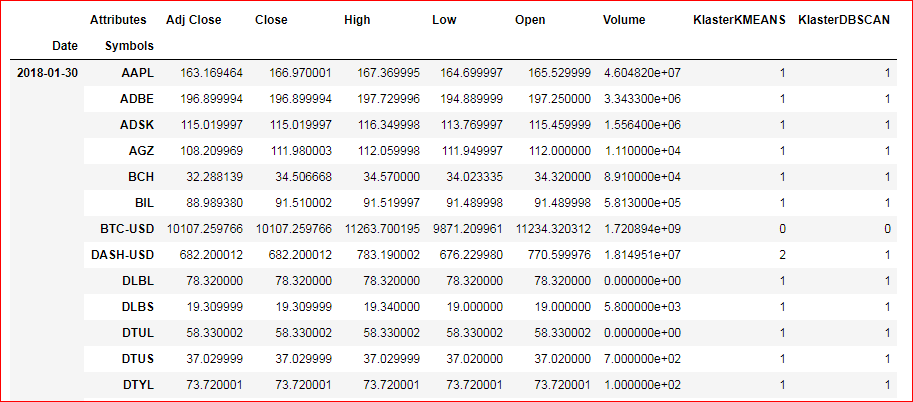 Attributes Adj Close Close High Low Open Volume KlasterKMEANS KlasterDBSCAN
Date Symbols
2018-01-30 AAPL 163.169464 166.970001 167.369995 164.699997 165.529999 4.604820e+07 1 1
ADBE 196.899994 196.899994 197.729996 194.889999 197.250000 3.343300e+06 1 1
ADSK 115.019997 115.019997 116.349998 113.769997 115.459999 1.556400e+06 1 1
AGZ 108.209969 111.980003 112.059998 111.949997 112.000000 1.110000e+04 1 1
BCH 32.288139 34.506668 34.570000 34.023335 34.320000 8.910000e+04 1 1
BIL 88.989380 91.510002 91.519997 91.489998 91.489998 5.813000e+05 1 1
BTC-USD 10107.259766 10107.259766 11263.700195 9871.209961 11234.320312 1.720894e+09 0 0
DASH-USD 682.200012 682.200012 783.190002 676.229980 770.599976 1.814951e+07 2 1
DLBL 78.320000 78.320000 78.320000 78.320000 78.320000 0.000000e+00 1 1
DLBS 19.309999 19.309999 19.340000 19.000000 19.000000 5.800000e+03 1 1
DTUL 58.330002 58.330002 58.330002 58.330002 58.330002 0.000000e+00 1 1
DTUS 37.029999 37.029999 37.029999 37.020000 37.020000 7.000000e+02 1 1
DTYL 73.720001 73.720001 73.720001 73.720001 73.720001 1.000000e+02 1 1